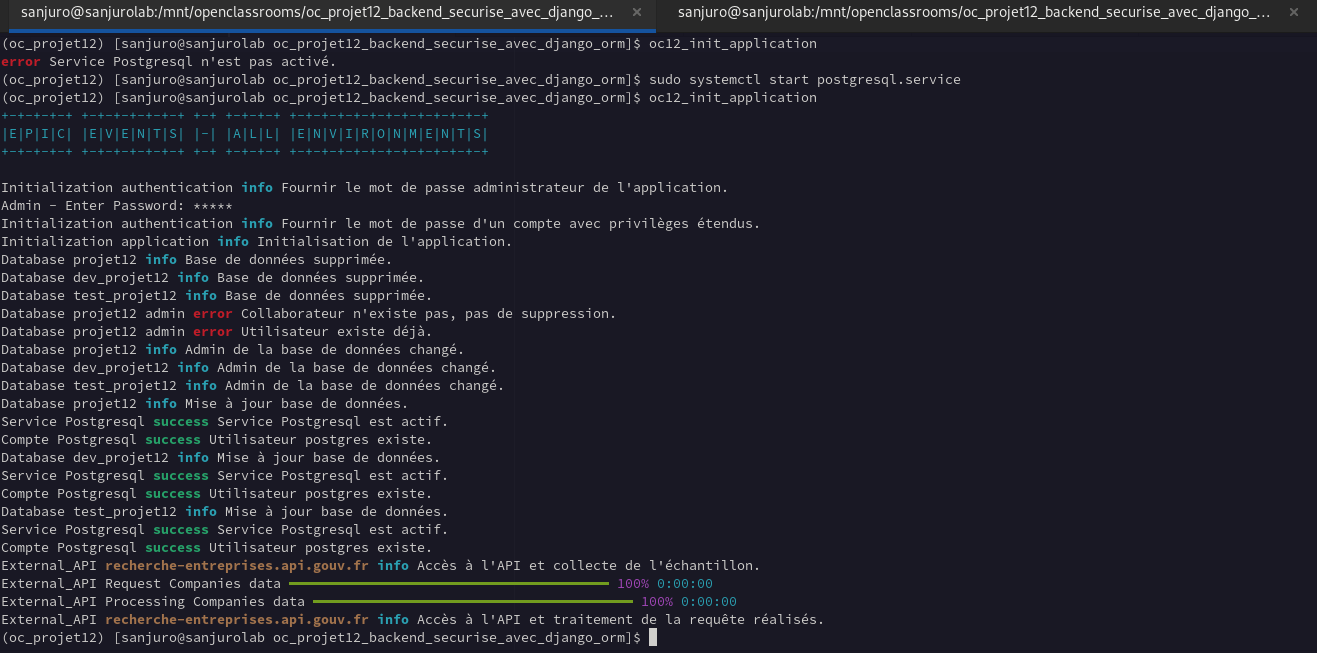 sanjuro@sanjurolab:/mnt/openclassrooms/oc_projet12_backend_securise_avec_django_... × sanjuro@sanjurolab:/mnt/openclassrooms/oc_projet12_backend_securise_avec_django_... ×
(oc_projet12) [sanjuro@sanjurolab oc_projet12_backend_securise_avec_django_orm]$ oc12_init_application
error Service Postgresql n'est pas activé.
(oc_projet12) [sanjuro@sanjurolab oc_projet12_backend_securise_avec_django_orm]$ sudo systemctl start postgresql.service
(oc_projet12) [sanjuro@sanjurolab oc_projet12_backend_securise_avec_django_orm]$ oc12_init_application
+-+-+-+-+ +-+-+-+-+-+-+ +-+ +-+-+-+ +-+-+-+-+-+-+-+-+-+-+-+-+
|E|P|I|C| |E|V|E|N|T|S| |-| |A|L|L| |E|N|V|I|R|O|N|M|E|N|T|S|
+-+-+-+-+ +-+-+-+-+-+-+ +-+ +-+-+-+ +-+-+-+-+-+-+-+-+-+-+-+-+
Initialization authentication info Fournir le mot de passe administrateur de l'application.
Admin - Enter Password: *****
Initialization authentication info Fournir le mot de passe d'un compte avec privilèges étendus.
Initialization application info Initialisation de l'application.
Database projet12 info Base de données supprimée.
Database dev_projet12 info Base de données supprimée.
Database test_projet12 info Base de données supprimée.
Database projet12 admin error Collaborateur n'existe pas, pas de suppression.
Database projet12 admin error Utilisateur existe déjà.
Database projet12 info Admin de la base de données changé.
Database dev_projet12 info Admin de la base de données changé.
Database test_projet12 info Admin de la base de données changé.
Database projet12 info Mise à jour base de données.
Service Postgresql success Service Postgresql est actif.
Compte Postgresql success Utilisateur postgres existe.
Database dev_projet12 info Mise à jour base de données.
Service Postgresql success Service Postgresql est actif.
Compte Postgresql success Utilisateur postgres existe.
Database test_projet12 info Mise à jour base de données.
Service Postgresql success Service Postgresql est actif.
Compte Postgresql success Utilisateur postgres existe.
External_API recherche-entreprises.api.gouv.fr info Accès à l'API et collecte de l'échantillon.
External_API Request Companies data 100% 0:00:00
External_API Processing Companies data 100% 0:00:00
External_API recherche-entreprises.api.gouv.fr info Accès à l'API et traitement de la requête réalisés.
(oc_projet12) [sanjuro@sanjurolab oc_projet12_backend_securise_avec_django_orm]$